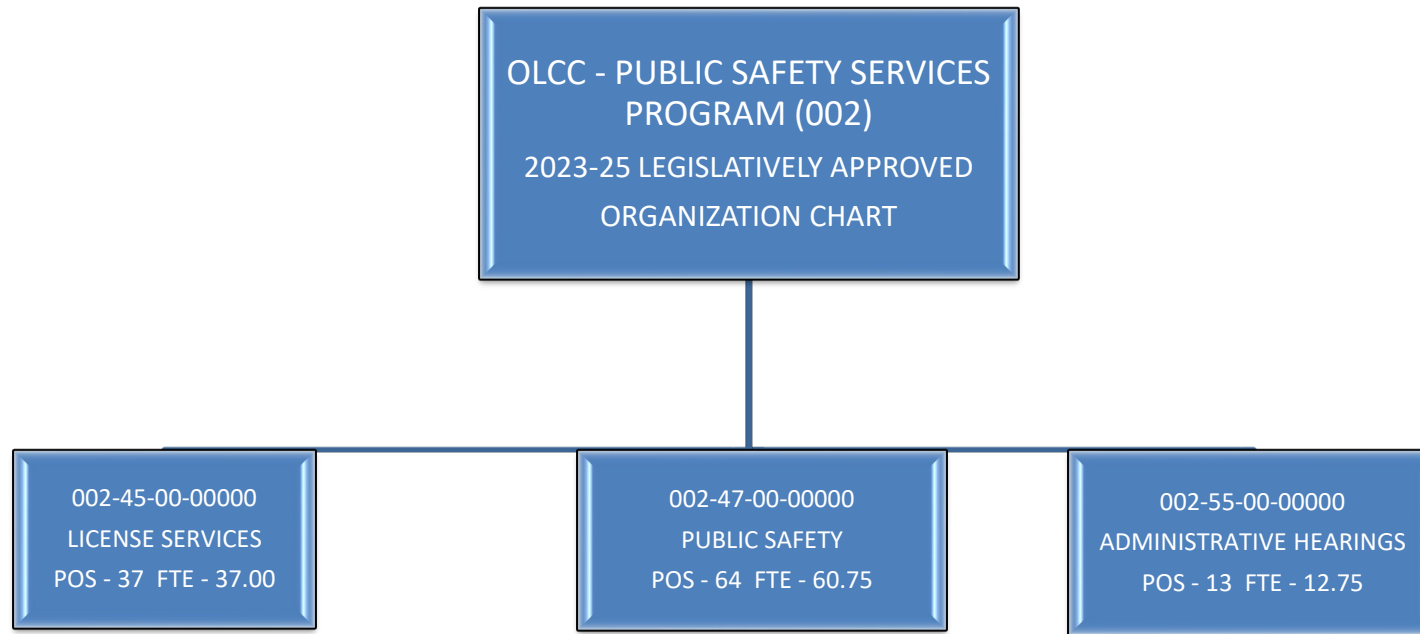 OLCC - PUBLIC SAFETY SERVICES
PROGRAM (002)
2023-25 LEGISLATIVELY APPROVED
ORGANIZATION CHART
002-45-00-00000
LICENSE SERVICES
POS - 37  FTE - 37.00
002-47-00-00000
PUBLIC SAFETY
POS - 64  FTE - 60.75
002-55-00-00000
ADMINISTRATIVE HEARINGS
POS - 13  FTE - 12.75